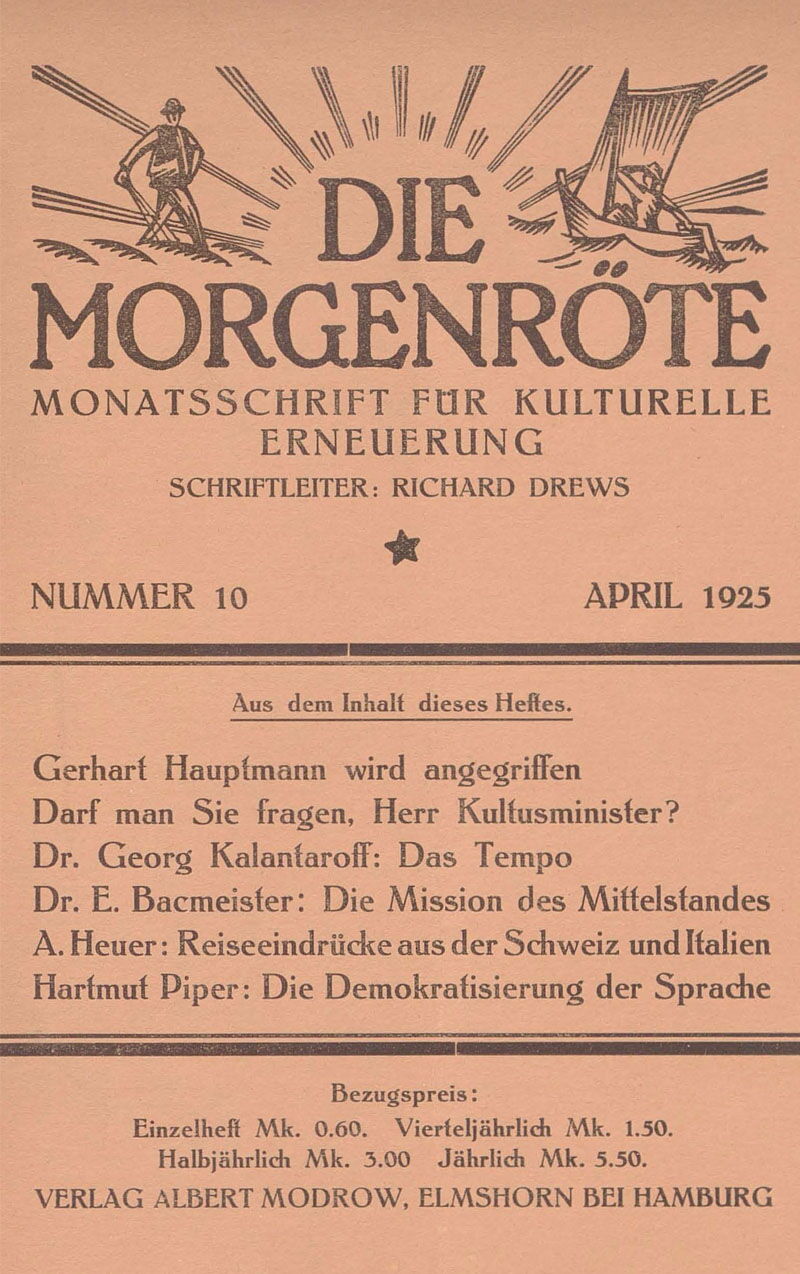 DIE
MORGENRÖTE
MONATSSCHRIFT FÜR KULTURELLE
ERNEUERUNG
SCHRIFTLEITER: RICHARD DREWS
NUMMER 10 APRIL 1925
Aus dem Inhalt dieses Heftes.
Gerhart Hauptmann wird angegriffen
Darf man Sie fragen, Herr Kultusminister?
Dr. Georg Kalantaroff: Das Tempo
Dr. E. Bacmeister: Die Mission des Mittelstandes
A. Heuer: Reiseeindrücke aus der Schweiz und Italien
Hartmut Piper: Die Demokratisierung der Sprache
Bezugspreis:
Einzelheft Mk. 0.60. Vierteljährlich Mk. 1.50.
Halbjährlich Mk. 3.00 Jährlich Mk. 5.50.
VERLAG ALBERT MODROW, ELMSHORN BEI HAMBURG